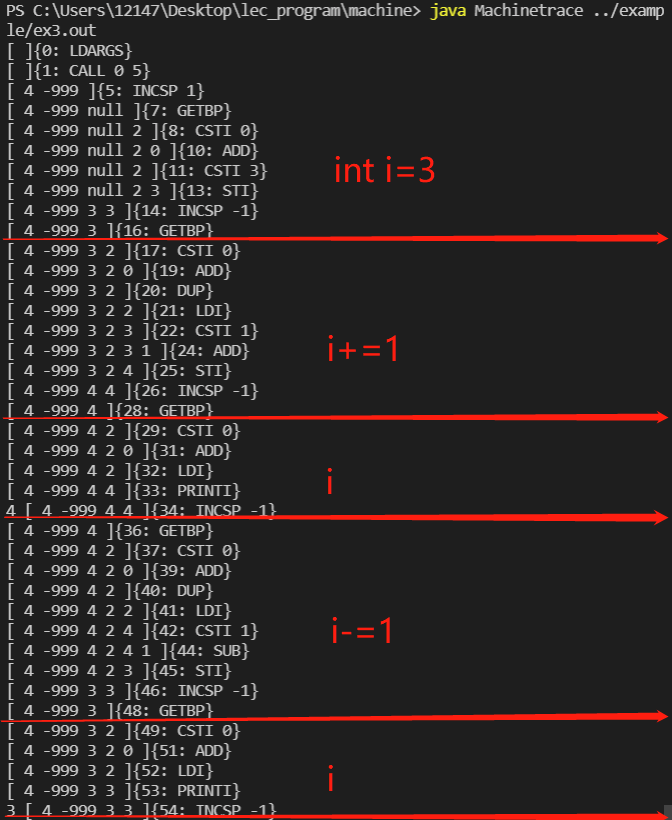 PS C:\Users\12147\Desktop\lec_program\machine> java Machinetrace ../examp
le/ex3.out
[ ]{0: LDARGS}
[ ]{1: CALL 0 5}
[ 4 -999 ]{5: INCSP 1}
[ 4 -999 null ]{7: GETBP}
[ 4 -999 null 2 ]{8: CSTI 0}
[ 4 -999 null 2 0 ]{10: ADD}
[ 4 -999 null 2 ]{11: CSTI 3}
int i=3
[ 4 -999 null 2 3 ]{13: STI}
[ 4 -999 3 3 ]{14: INCSP -1}
[ 4 -999 3 ]{16: GETBP}
[ 4 -999 3 2 ]{17: CSTI 0}
[ 4 -999 3 2 0 ]{19: ADD}
[ 4 -999 3 2 ]{20: DUP}
[ 4 -999 3 2 2 ]{21: LDI}
[ 4 -999 3 2 3 ]{22: CSTI 1}
[ 4 -999 3 2 3 1 ]{24: ADD}
i+=1
[ 4 -999 3 2 4 ]{25: STI}
[ 4 -999 4 4 ]{26: INCSP -1}
[ 4 -999 4 ]{28: GETBP}
[ 4 -999 4 2 ]{29: CSTI 0}
[ 4 -999 4 2 0 ]{31: ADD}
[ 4 -999 4 2 ]{32: LDI}
i
[ 4 -999 4 4 ]{33: PRINTI}
4 [ 4 -999 4 4 ]{34: INCSP -1}
[ 4 -999 4 ]{36: GETBP}
[ 4 -999 4 2 ]{37: CSTI 0}
[ 4 -999 4 2 0 ]{39: ADD}
[ 4 -999 4 2 ]{40: DUP}
[ 4 -999 4 2 2 ]{41: LDI}
[ 4 -999 4 2 4 ]{42: CSTI 1}
i-=1
[ 4 -999 4 2 4 1 ]{44: SUB}
[ 4 -999 4 2 3 ]{45: STI}
[ 4 -999 3 3 ]{46: INCSP -1}
[ 4 -999 3 ]{48: GETBP}
[ 4 -999 3 2 ]{49: CSTI 0}
[ 4 -999 3 2 0 ]{51: ADD}
[ 4 -999 3 2 ]{52: LDI}
i
[ 4 -999 3 3 ]{53: PRINTI}
3 [ 4 -999 3 3 ]{54: INCSP -1}